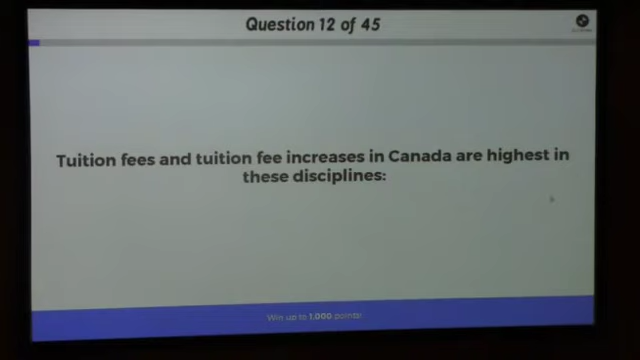 Question 12 of 45
Tuition fees and tuition fee increases in Canada are highest in
these disciplines:
Win up to 1,000 points!